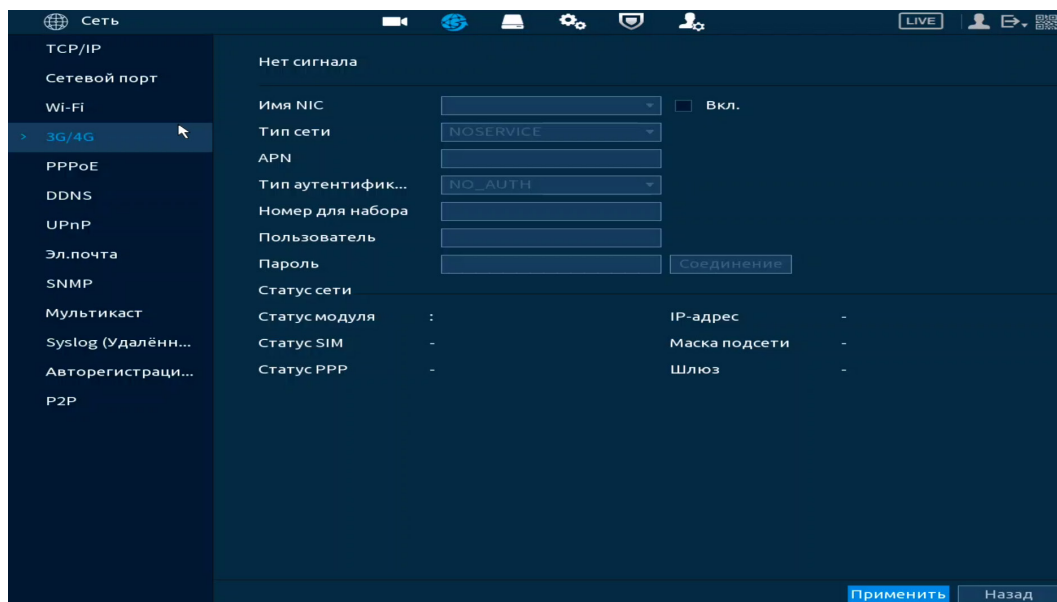 Сеть LIVE
TCP/IP
Сетевой порт
Wi-Fi
> 3G/4G
PPPoE
DDNS
UPnP
Эл.почта
SNMP
Мультикаст
Syslog (Удалённ...
Авторегистраци...
P2P
Нет сигнала
Имя NIC Вкл.
Тип сети NOSERVICE
APN
Тип аутентифик... NO_AUTH
Номер для набора
Пользователь
Пароль Соединение
Статус сети
Статус модуля : IP-адрес -
Статус SIM - Маска подсети -
Статус PPP - Шлюз -
Применить Назад